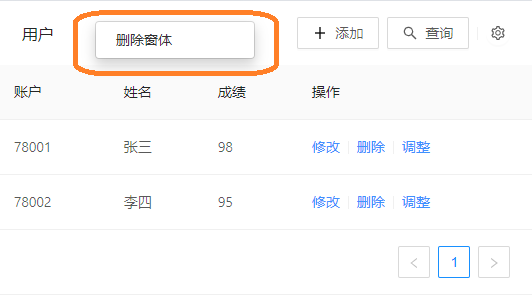 用户 删除窗体 添加 查询
账户 姓名 成绩 操作
78001 张三 98 修改 删除 调整
78002 李四 95 修改 删除 调整
1